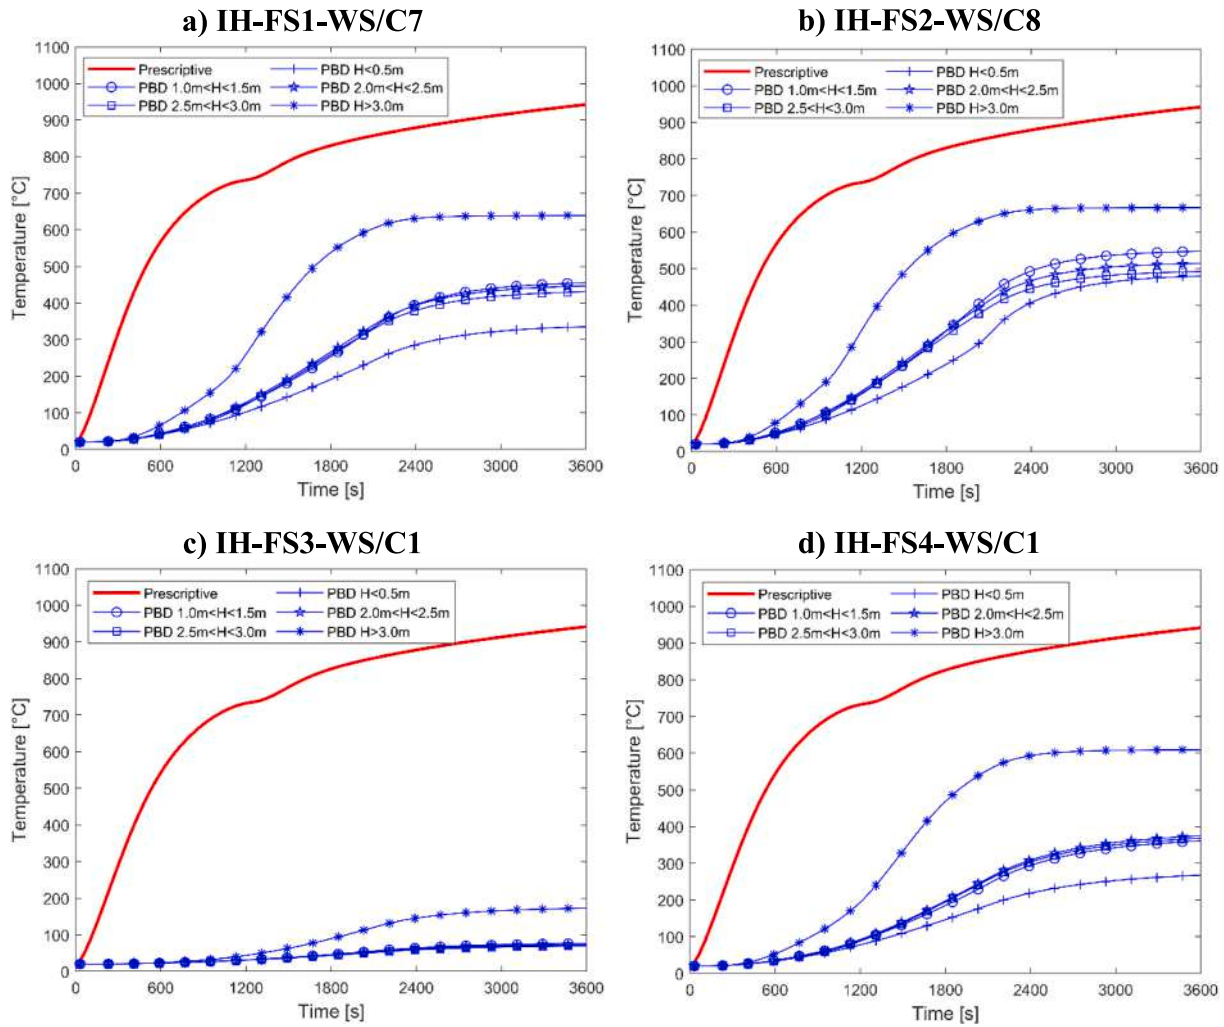 a) IH-FS1-WS/C7
1100
1000
900
800
700
600
500
400
300
200
100
0
Temperature [°C]
Prescriptive
PBD H<0.5m
PBD 1.0m<H<1.5m
PBD 2.0m<H<2.5m
PBD 2.5m<H<3.0m
PBD H>3.0m
0 600 1200 1800 2400 3000 3600
Time [s]
b) IH-FS2-WS/C8
1100
1000
900
800
700
600
500
400
300
200
100
0
Temperature [°C]
Prescriptive
PBD H<0.5m
PBD 1.0m<H<1.5m
PBD 2.0m<H<2.5m
PBD 2.5<H<3.0m
PBD H>3.0m
0 600 1200 1800 2400 3000 3600
Time [s]
c) IH-FS3-WS/C1
1100
1000
900
800
700
600
500
400
300
200
100
0
Temperature [°C]
Prescriptive
PBD H<0.5m
PBD 1.0m<H<1.5m
PBD 2.0m<H<2.5m
PBD 2.5m<H<3.0m
PBD H>3.0m
0 600 1200 1800 2400 3000 3600
Time [s]
d) IH-FS4-WS/C1
1100
1000
900
800
700
600
500
400
300
200
100
0
Temperature [°C]
Prescriptive
PBD H<0.5m
PBD 1.0m<H<1.5m
PBD 2.0m<H<2.5m
PBD 2.5m<H<3.0m
PBD H>3.0m
0 600 1200 1800 2400 3000 3600
Time [s]